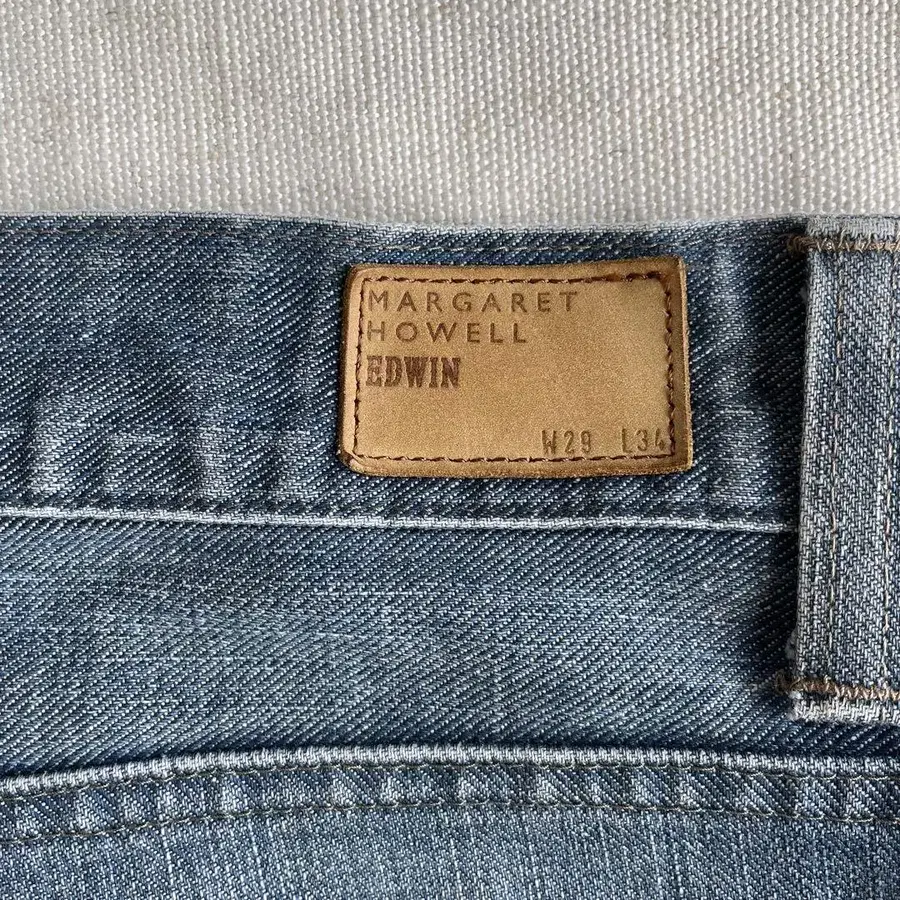 MARGARET
HOWELL
EDWIN
W29 L34